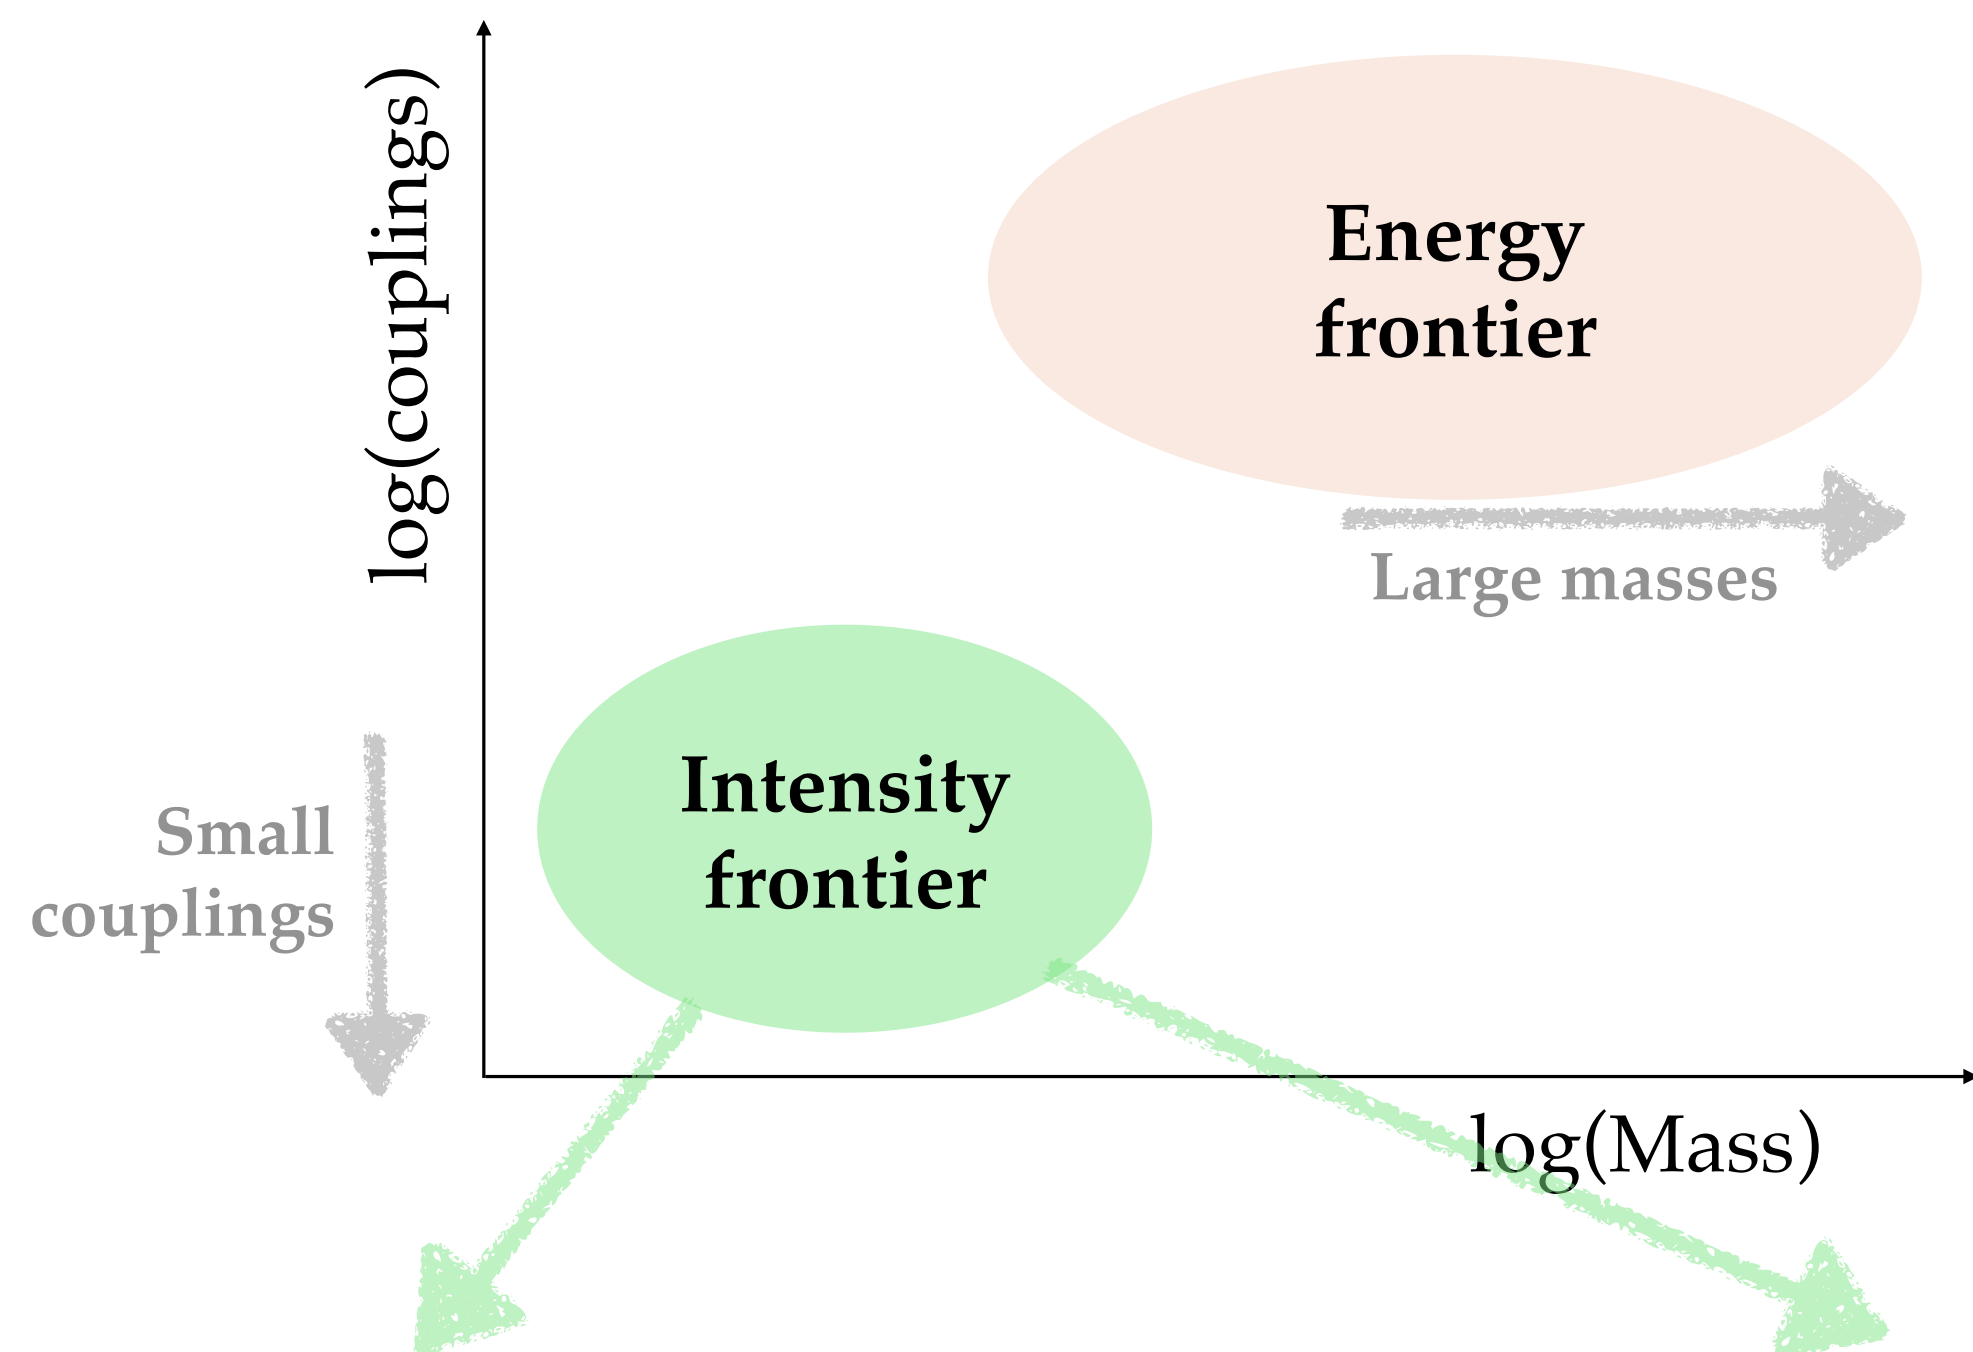 log(couplings)
Energy
frontier
Large masses
Intensity
frontier
Small
couplings
log(Mass)